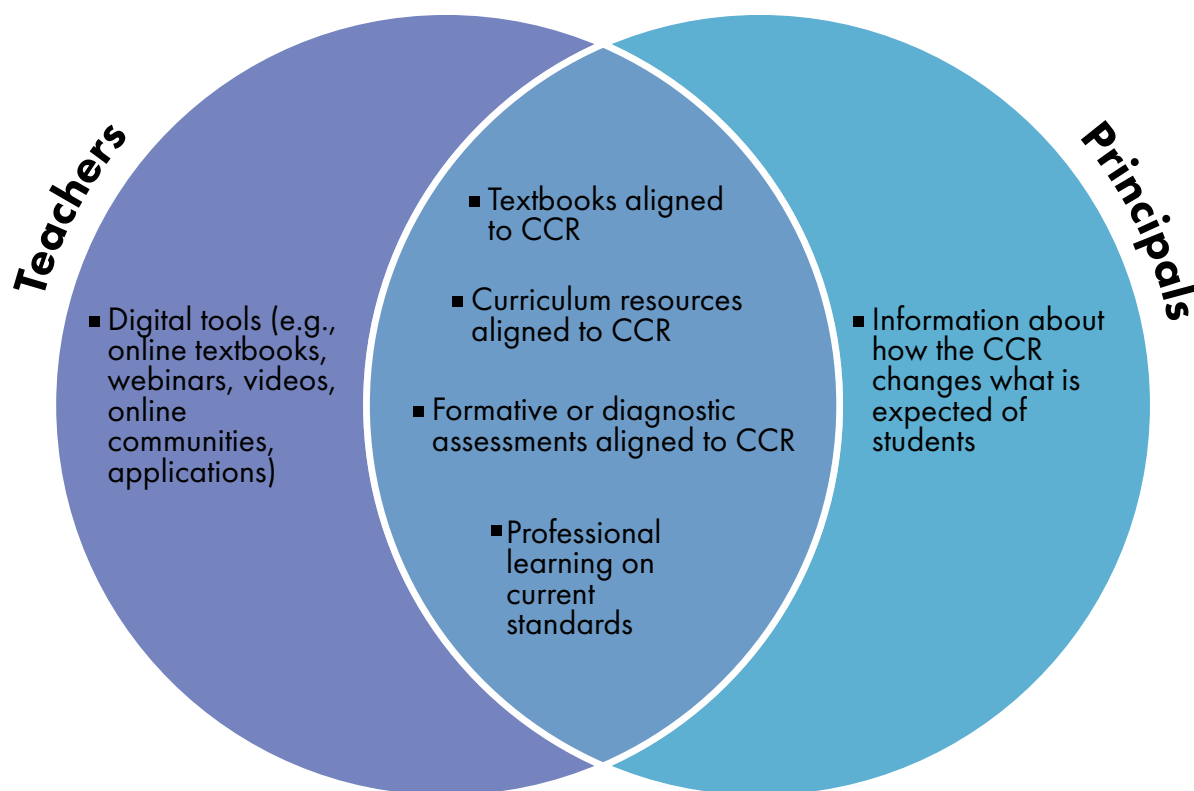 Teachers
Principals
▪ Digital tools (e.g.,
online textbooks,
webinars, videos,
online
communities,
applications)
▪ Textbooks aligned
to CCR
▪ Curriculum resources
aligned to CCR
▪ Formative or diagnostic
assessments aligned to CCR
▪ Professional
learning on
current
standards
▪ Information about
how the CCR
changes what is
expected of
students